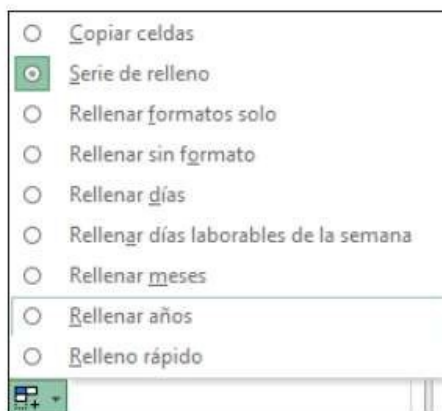 Copiar celdas
Serie de relleno
Rellenar formatos solo
Rellenar sin formato
Rellenar días
Rellenar días laborables de la semana
Rellenar meses
Rellenar años
Relleno rápido